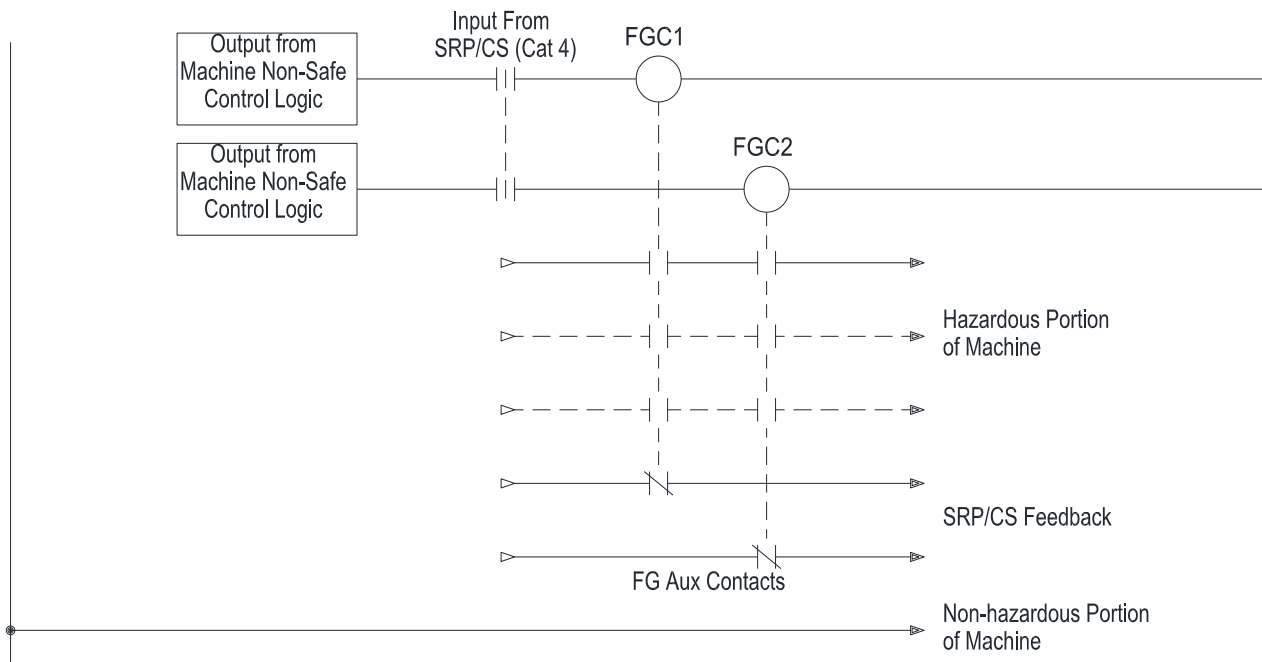 Input From
SRP/CS (Cat 4)
FGC1
Output from
Machine Non-Safe
Control Logic
FGC2
Output from
Machine Non-Safe
Control Logic
Hazardous Portion
of Machine
SRP/CS Feedback
FG Aux Contacts
Non-hazardous Portion
of Machine